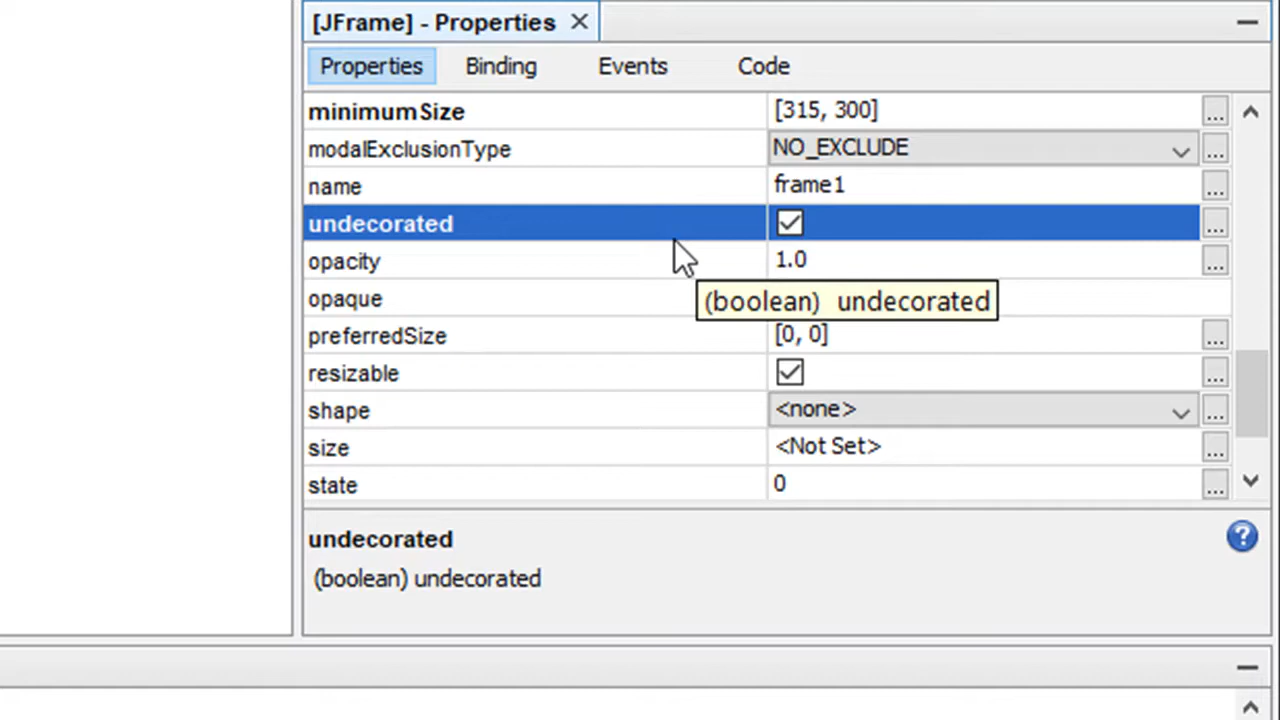 [JFrame] - Properties
Properties Binding Events Code
minimumSize [315, 300] ...
modalExclusionType NO_EXCLUDE ...
name frame1 ...
undecorated ...
opacity 1.0 ...
opaque
(boolean) undecorated
preferredSize [0, 0] ...
resizable ...
shape <none> ...
size <Not Set> ...
state 0 ...
undecorated ?
(boolean) undecorated